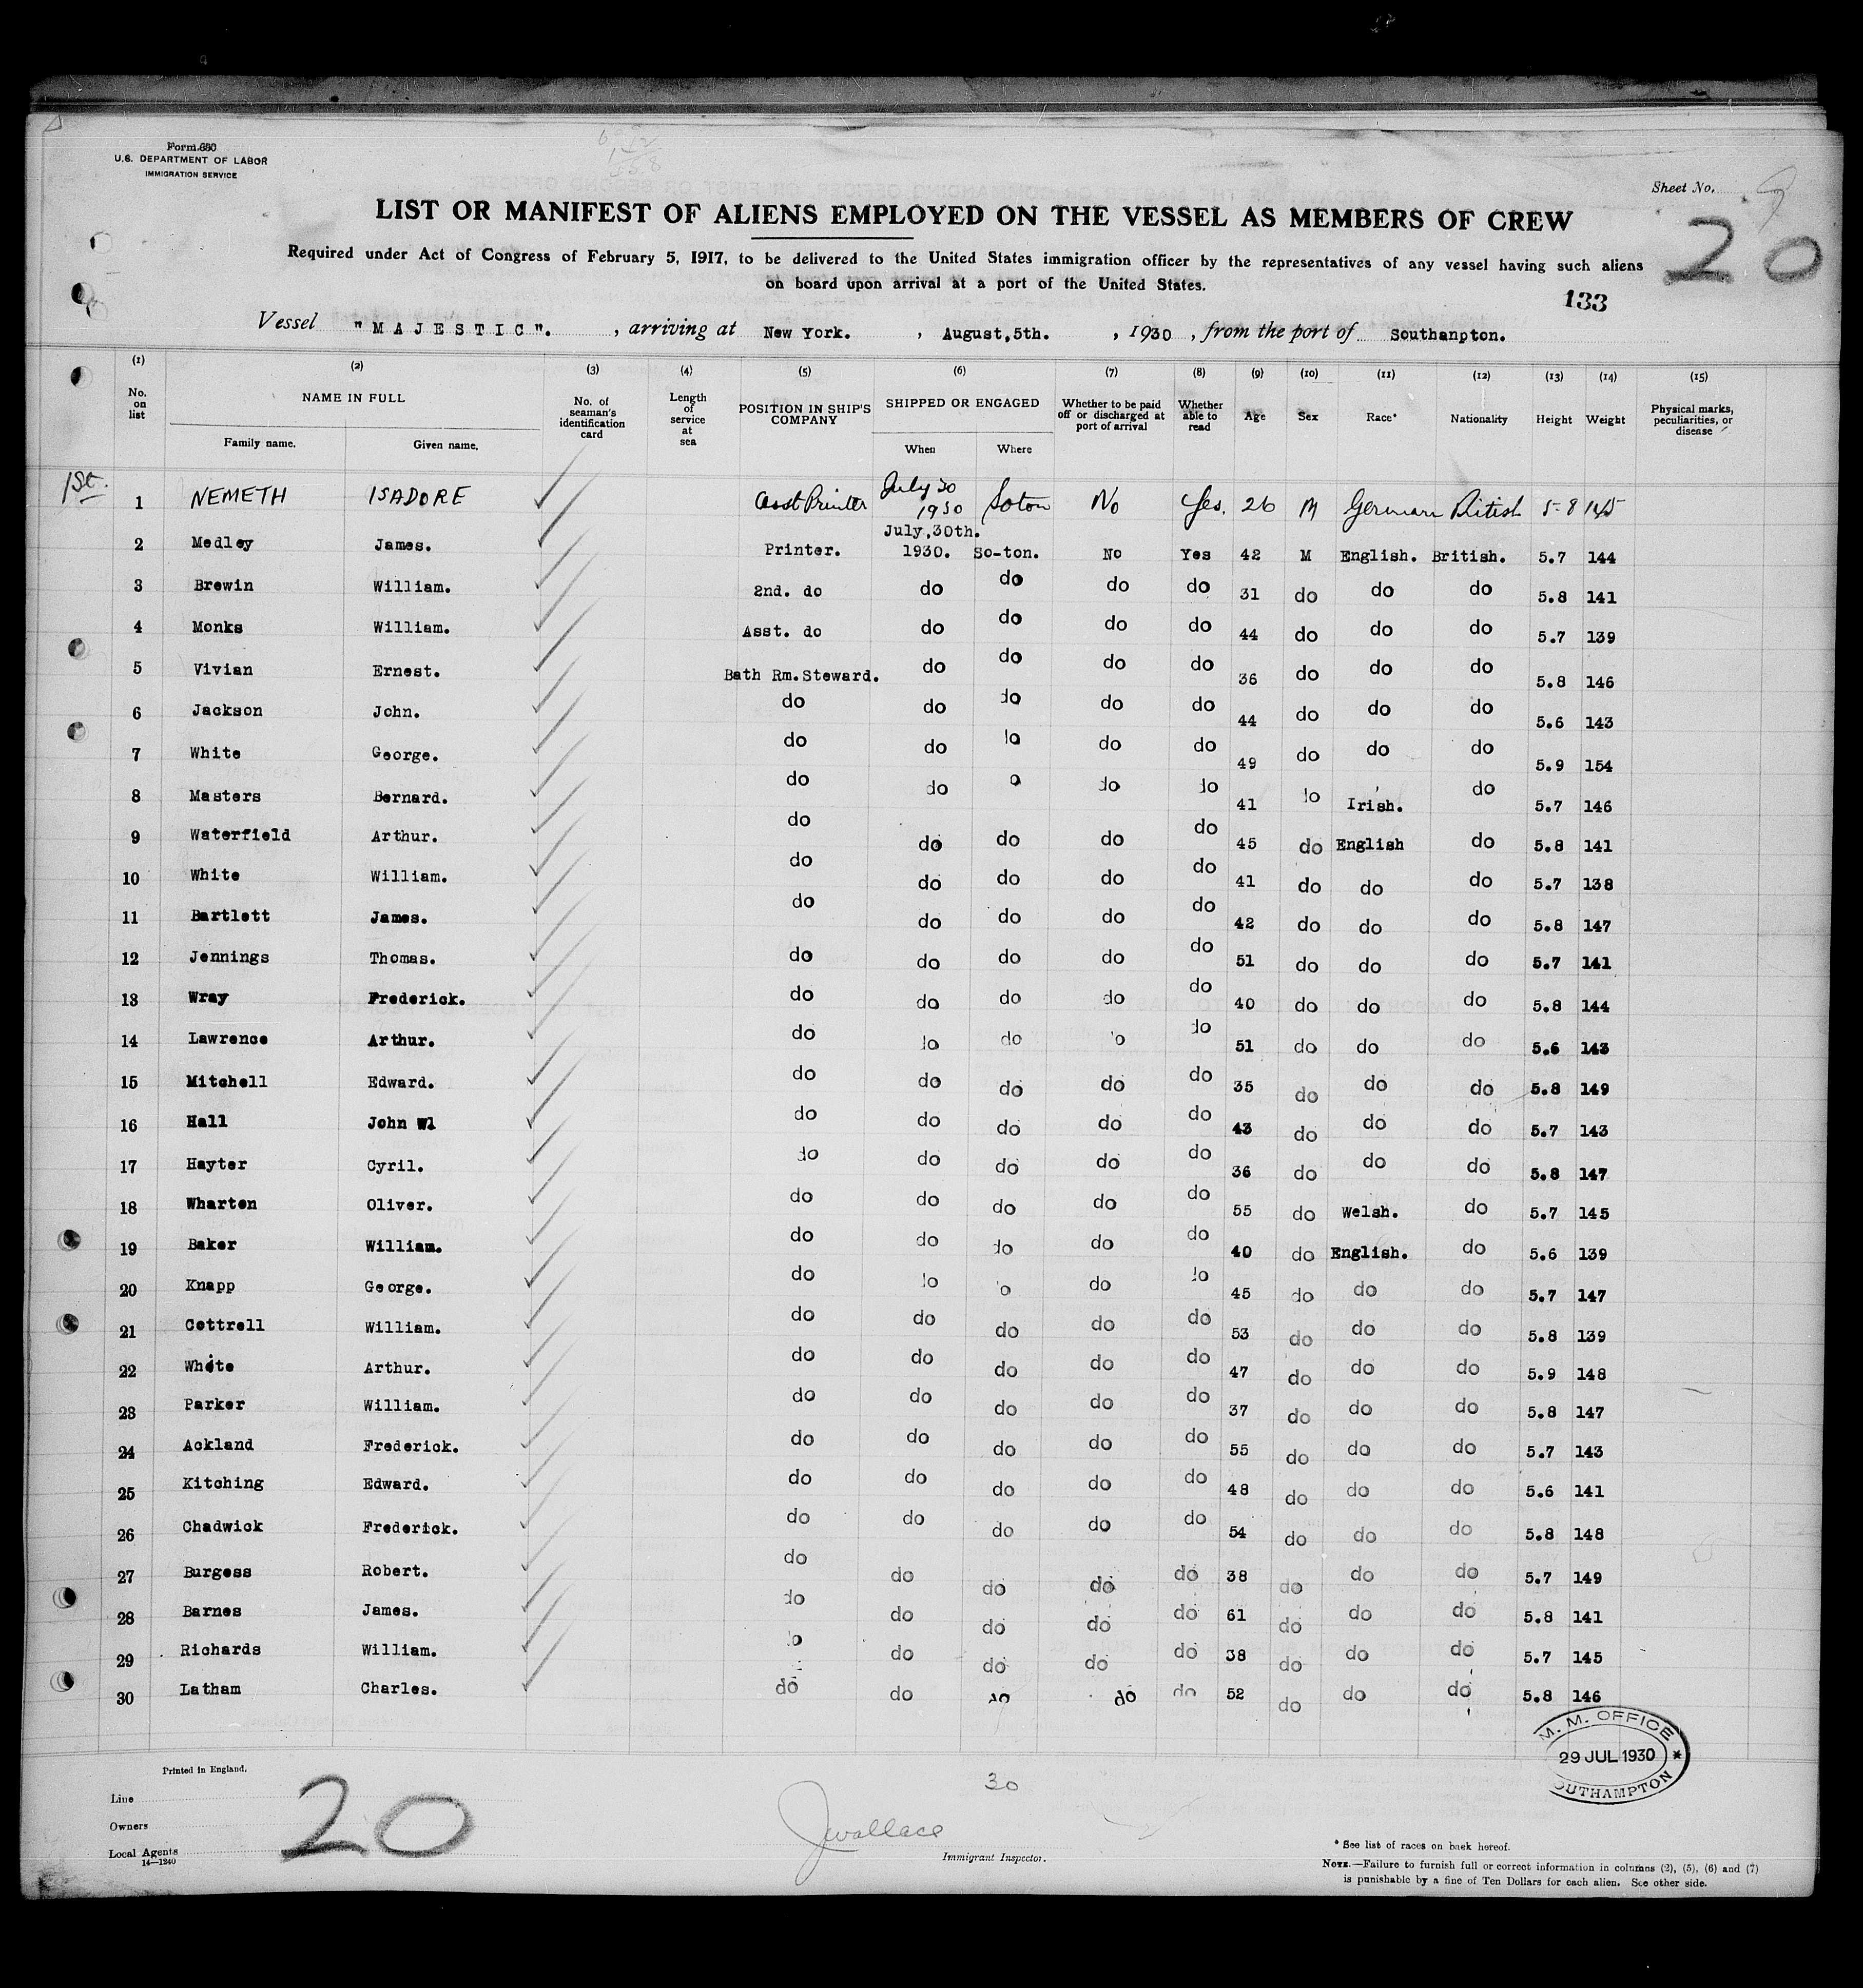 Form 680
U.S. DEPARTMENT OF LABOR
IMMIGRATION SERVICE
Sheet No.
20
LIST OR MANIFEST OF ALIENS EMPLOYED ON THE VESSEL AS MEMBERS OF CREW
Required under Act of Congress of February 5, 1917, to be delivered to the United States immigration officer by the representatives of any vessel having such aliens
on board upon arrival at a port of the United States.
133
Vessel "MAJESTIC". , arriving at New York. , August,5th. , 1930 , from the port of Southampton.
(1) (2) (3) (4) (5) (6) (7) (8) (9) (10) (11) (12) (13) (14) (15)
No. on list NAME IN FULL Family name. Given name. No. of seaman's identification card Length of service at sea POSITION IN SHIP'S COMPANY SHIPPED OR ENGAGED When Where Whether to be paid off or discharged at port of arrival Whether able to read Age Sex Race* Nationality Height Weight Physical marks, peculiarities, or disease
1St.
1 NEMETH ISADORE Asst Printer July 30 1930 Soton No Yes. 26 M German British 5-8 145
2 Medley James. Printer. July,30th. 1930. So-ton. No Yes 42 M English. British. 5.7 144
3 Brewin William. 2nd. do do do do do 31 do do do 5.8 141
4 Monks William. Asst. do do do do do 44 do do do 5.7 139
5 Vivian Ernest. Bath Rm.Steward. do do do do 36 do do do 5.8 146
6 Jackson John. do do do do do 44 do do do 5.6 143
7 White George. do do do do do 49 do do do 5.9 154
8 Masters Bernard. do do o do do 41 do Irish. do 5.7 146
9 Waterfield Arthur. do do do do do 45 do English do 5.8 141
10 White William. do do do do do 41 do do do 5.7 138
11 Bartlett James. do do do do do 42 do do do 5.8 147
12 Jennings Thomas. do do do do do 51 do do do 5.7 141
13 Wray Frederick. do do do do do 40 do do do 5.8 144
14 Lawrence Arthur. do do do do do 51 do do do 5.6 143
15 Mitchell Edward. do do do do do 35 do do do 5.8 149
16 Hall John Wl do do do do do 43 do do do 5.7 143
17 Hayter Cyril. do do do do do 36 do do do 5.8 147
18 Wharton Oliver. do do do do do 55 do Welsh. do 5.7 145
19 Baker William. do do do do do 40 do English. do 5.6 139
20 Knapp George. do do do do do 45 do do do 5.7 147
21 Cottrell William. do do do do do 53 do do do 5.8 139
22 White Arthur. do do do do do 47 do do do 5.9 148
23 Parker William. do do do do do 37 do do do 5.8 147
24 Ackland Frederick. do do do do do 55 do do do 5.7 143
25 Kitching Edward. do do do do do 48 do do do 5.6 141
26 Chadwick Frederick. do do do do do 54 do do do 5.8 148
27 Burgess Robert. do do do do do 38 do do do 5.7 149
28 Barnes James. do do do do do 61 do do do 5.8 141
29 Richards William. do do do do do 38 do do do 5.7 145
30 Latham Charles. do do do do do 52 do do do 5.8 146
M. M. OFFICE
29 JUL 1930
SOUTHAMPTON
Printed in England.
30
Line
Owners
Local Agents
14—1240
20
JWallace
Immigrant Inspector.
* See list of races on back hereof.
NOTE.—Failure to furnish full or correct information in columns (2), (5), (6) and (7)
is punishable by a fine of Ten Dollars for each alien. See other side.